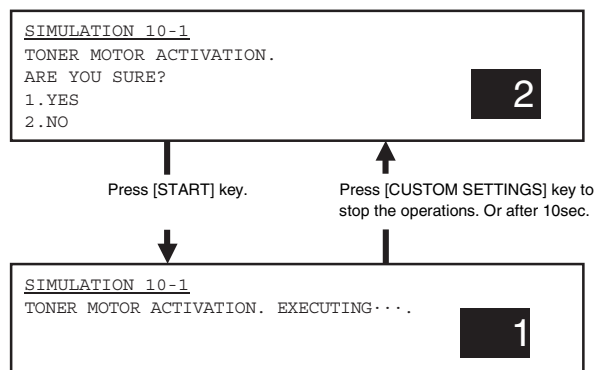 SIMULATION 10-1
TONER MOTOR ACTIVATION.
ARE YOU SURE?
1.YES
2.NO
2
Press [START] key.
Press [CUSTOM SETTINGS] key to
stop the operations. Or after 10sec.
SIMULATION 10-1
TONER MOTOR ACTIVATION. EXECUTING···.
1